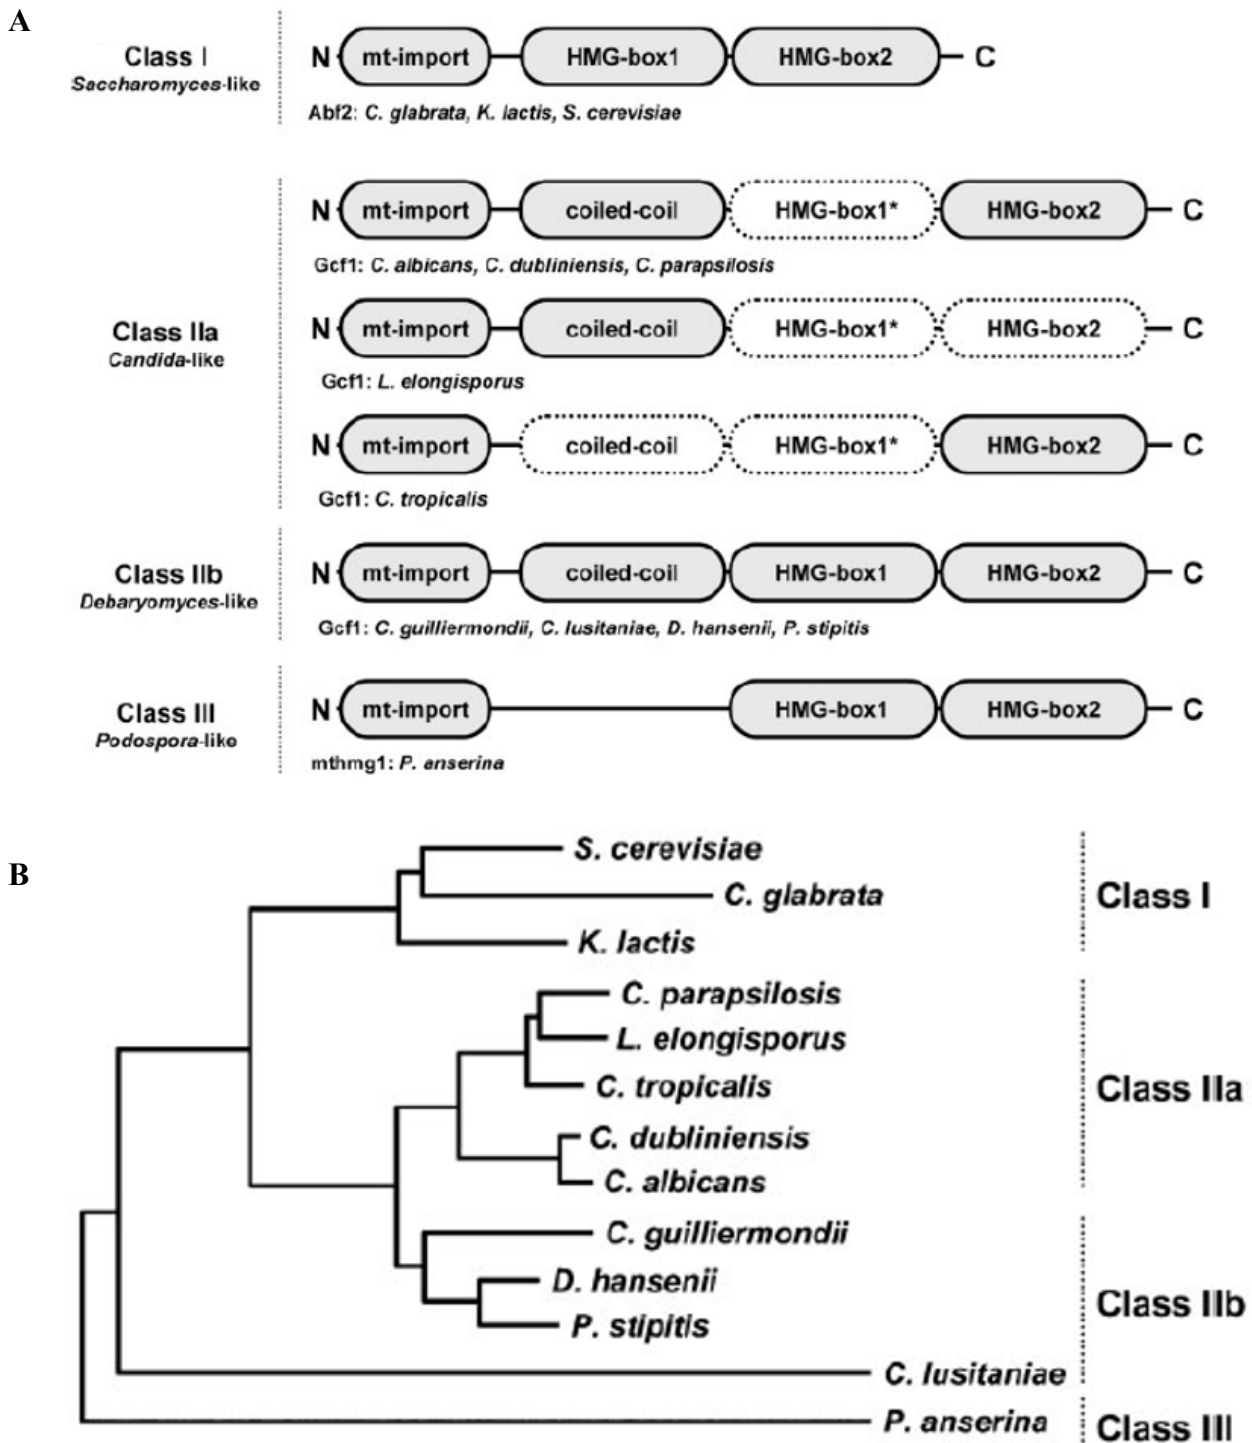 A
Class I
Saccharomyces-like
N mt-import HMG-box1 HMG-box2 C
Abf2: C. glabrata, K. lactis, S. cerevisiae
N mt-import coiled-coil HMG-box1* HMG-box2 C
Gcf1: C. albicans, C. dubliniensis, C. parapsilosis
Class IIa
Candida-like
N mt-import coiled-coil HMG-box1* HMG-box2 C
Gcf1: L. elongisporus
N mt-import coiled-coil HMG-box1* HMG-box2 C
Gcf1: C. tropicalis
Class IIb
Debaryomyces-like
N mt-import coiled-coil HMG-box1 HMG-box2 C
Gcf1: C. guilliermondii, C. lusitaniae, D. hansenii, P. stipitis
Class III
Podospora-like
N mt-import HMG-box1 HMG-box2 C
mthmg1: P. anserina
B
S. cerevisiae
C. glabrata
K. lactis
Class I
C. parapsilosis
L. elongisporus
C. tropicalis
C. dubliniensis
C. albicans
Class IIa
C. guilliermondii
D. hansenii
P. stipitis
C. lusitaniae
Class IIb
P. anserina
Class III